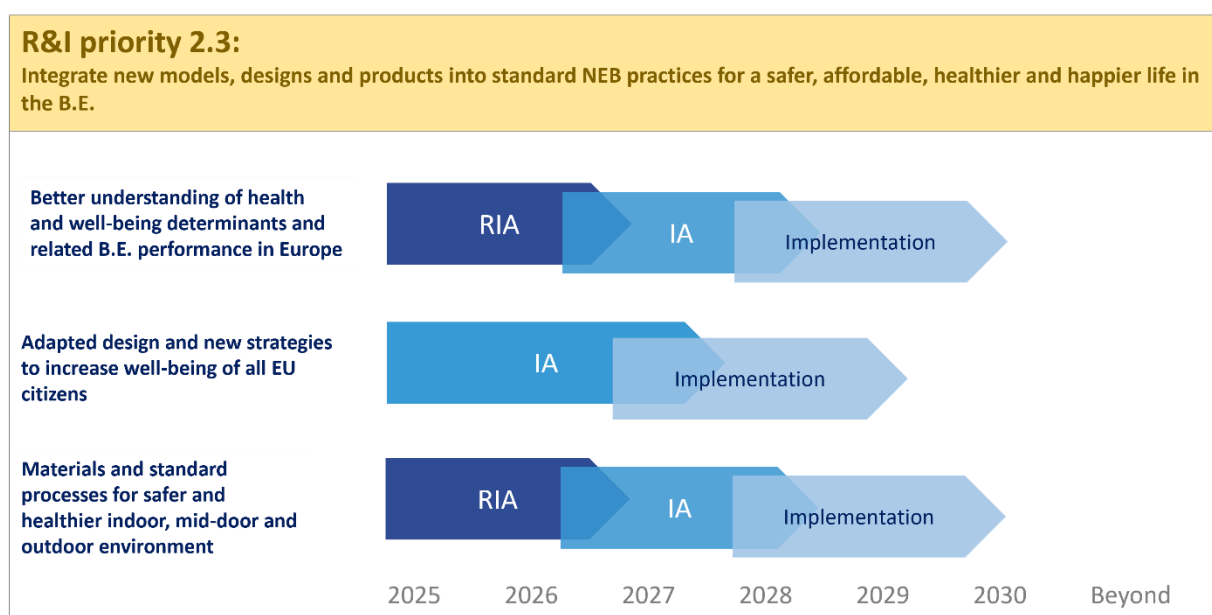 R&I priority 2.3:
Integrate new models, designs and products into standard NEB practices for a safer, affordable, healthier and happier life in
the B.E.
Better understanding of health
and well-being determinants and
related B.E. performance in Europe
RIA
IA
Implementation
Adapted design and new strategies
to increase well-being of all EU
citizens
IA
Implementation
Materials and standard
processes for safer and
healthier indoor, mid-door and
outdoor environment
RIA
IA
Implementation
2025 2026 2027 2028 2029 2030 Beyond